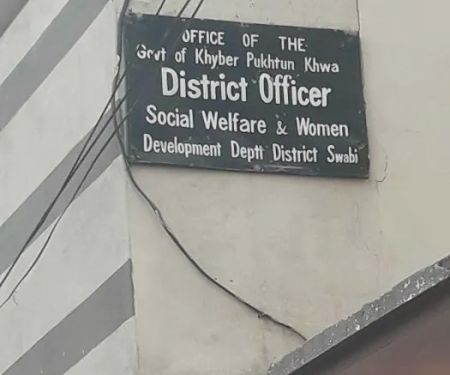 OFFICE OF THE
Govt of Khyber Pukhtun Khwa
District Officer
Social Welfare & Women
Development Deptt District Swabi